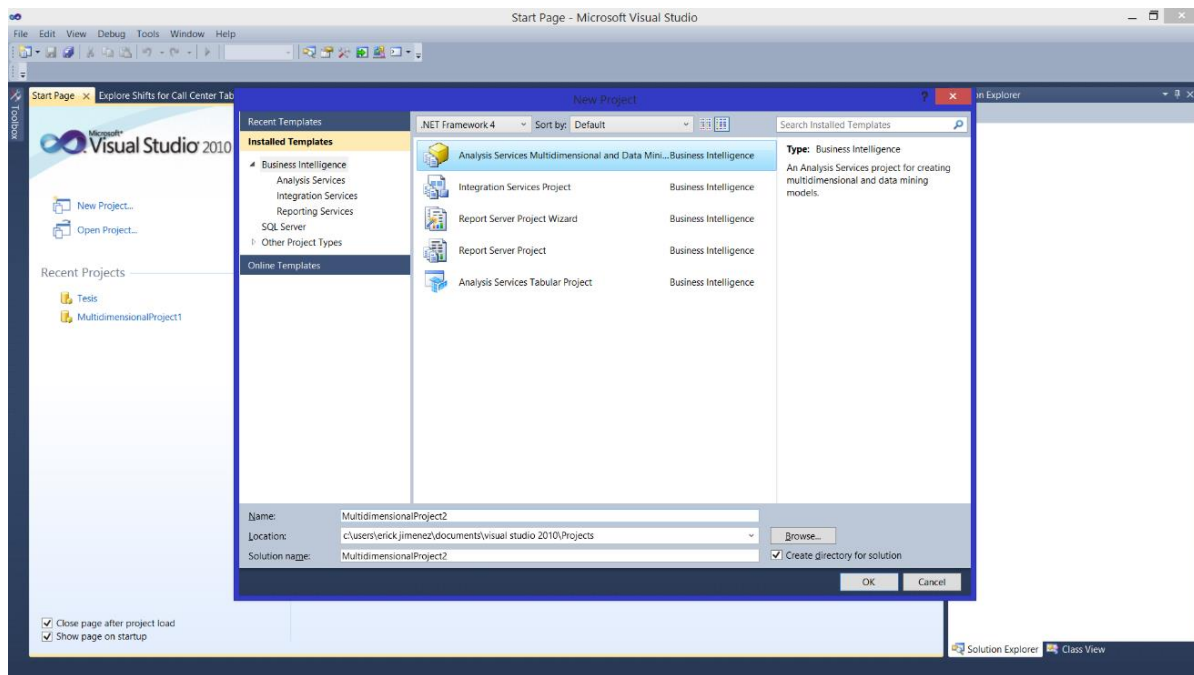 Start Page - Microsoft Visual Studio
File Edit View Debug Tools Window Help
Start Page Explore Shifts for Call Center Tab
Toolbox
Microsoft
Visual Studio 2010
New Project...
Open Project...
Recent Projects
Tesis
MultidimensionalProject1
Close page after project load
Show page on startup
New Project
Recent Templates
Installed Templates
Business Intelligence
Analysis Services
Integration Services
Reporting Services
SQL Server
Other Project Types
Online Templates
.NET Framework 4 Sort by: Default
Search Installed Templates
Analysis Services Multidimensional and Data Mini... Business Intelligence
Integration Services Project Business Intelligence
Report Server Project Wizard Business Intelligence
Report Server Project Business Intelligence
Analysis Services Tabular Project Business Intelligence
Type: Business Intelligence
An Analysis Services project for creating
multidimensional and data mining
models.
Name: MultidimensionalProject2
Location: c:\users\erick.jimenez\documents\visual studio 2010\Projects
Browse...
Solution name: MultidimensionalProject2
Create directory for solution
OK Cancel
on Explorer
Solution Explorer Class View